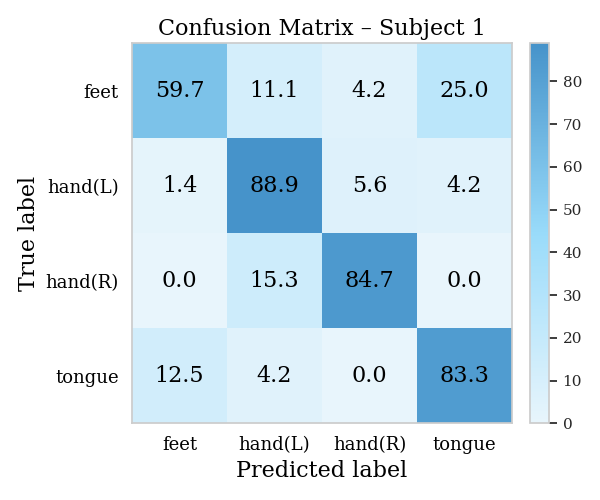 Confusion Matrix – Subject 1
feet 59.7 11.1 4.2 25.0
hand(L) 1.4 88.9 5.6 4.2
hand(R) 0.0 15.3 84.7 0.0
tongue 12.5 4.2 0.0 83.3
feet hand(L) hand(R) tongue
Predicted label
True label
80
70
60
50
40
30
20
10
0